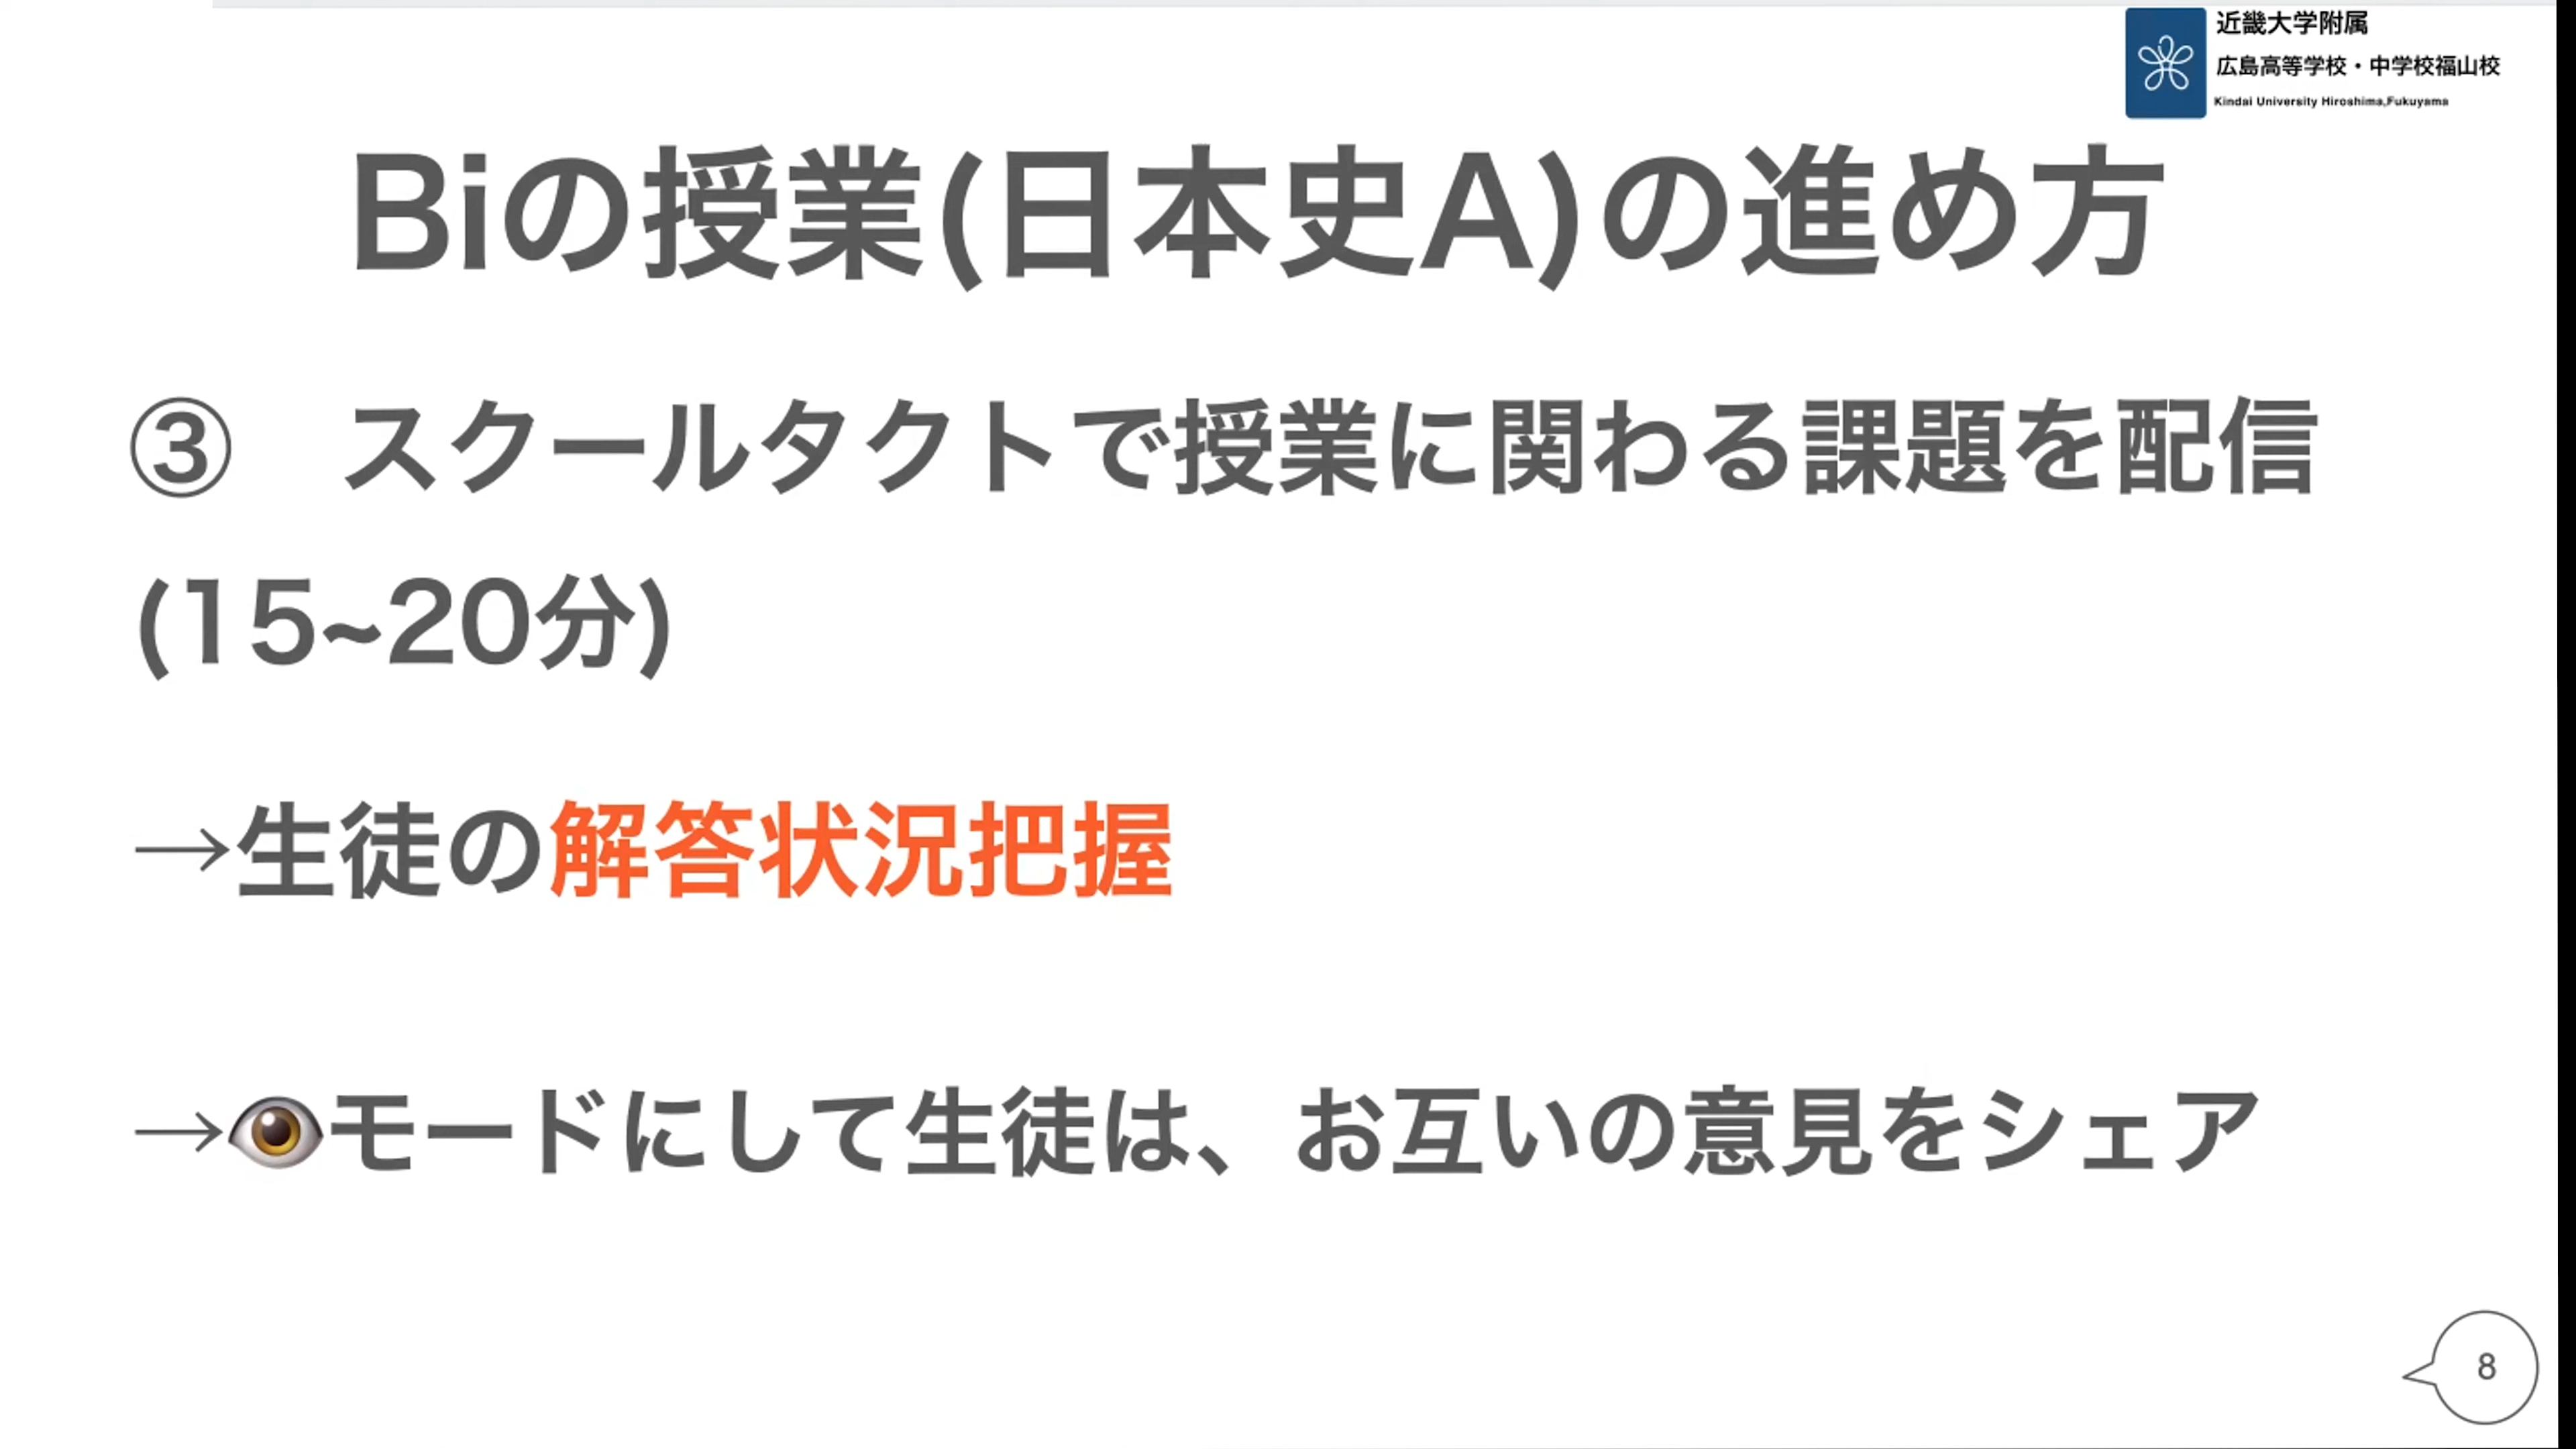 近畿大学附属
広島高等学校・中学校福山校
Kindai University Hiroshima,Fukuyama
Biの授業(日本史A)の進め方
③　スクールタクトで授業に関わる課題を配信
(15~20分)
→生徒の解答状況把握
→👁モードにして生徒は、お互いの意見をシェア
8